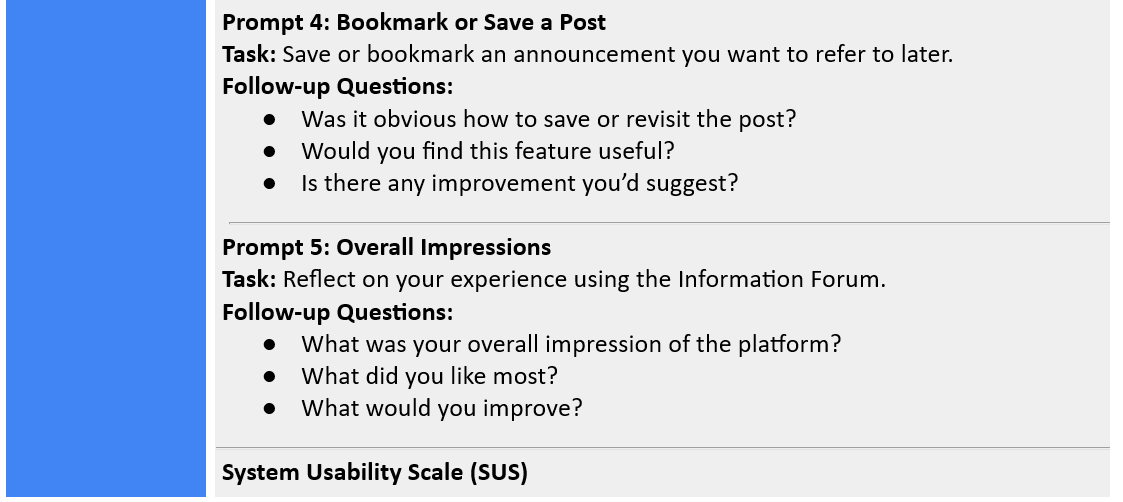 Prompt 4: Bookmark or Save a Post
Task: Save or bookmark an announcement you want to refer to later.
Follow-up Questions:
● Was it obvious how to save or revisit the post?
● Would you find this feature useful?
● Is there any improvement you’d suggest?
Prompt 5: Overall Impressions
Task: Reflect on your experience using the Information Forum.
Follow-up Questions:
● What was your overall impression of the platform?
● What did you like most?
● What would you improve?
System Usability Scale (SUS)